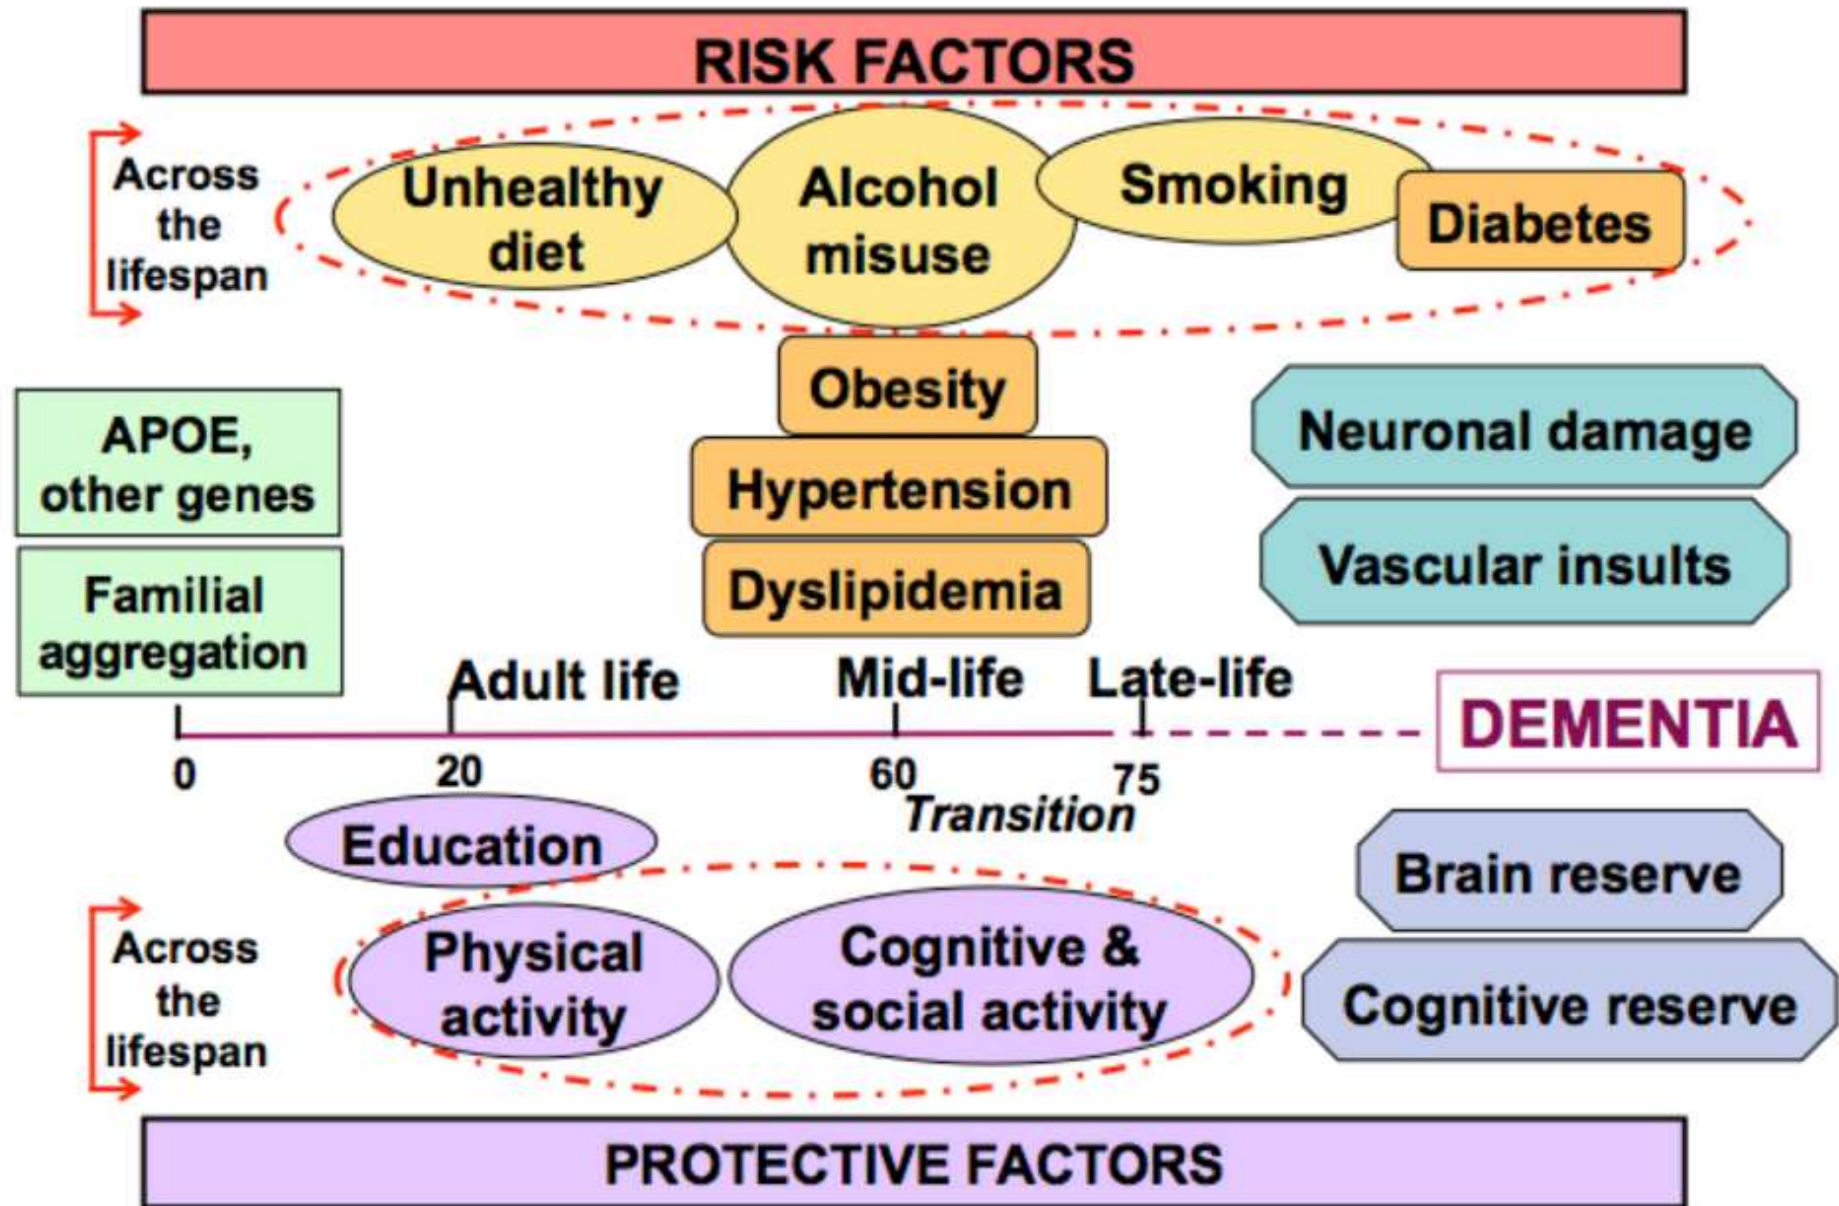 RISK FACTORS
Across
the
lifespan
Unhealthy
diet
Alcohol
misuse
Smoking
Diabetes
Obesity
Hypertension
Dyslipidemia
APOE,
other genes
Familial
aggregation
Neuronal damage
Vascular insults
Adult life
Mid-life
Late-life
DEMENTIA
0
20
60
75
Transition
Education
Across
the
lifespan
Physical
activity
Cognitive &
social activity
Brain reserve
Cognitive reserve
PROTECTIVE FACTORS